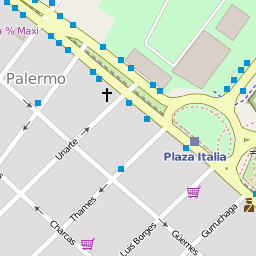 % Maxi
Palermo
Uriarte
Plaza Italia
Thames
Charcas
Luis Borges
Guemes
Gurruchaga